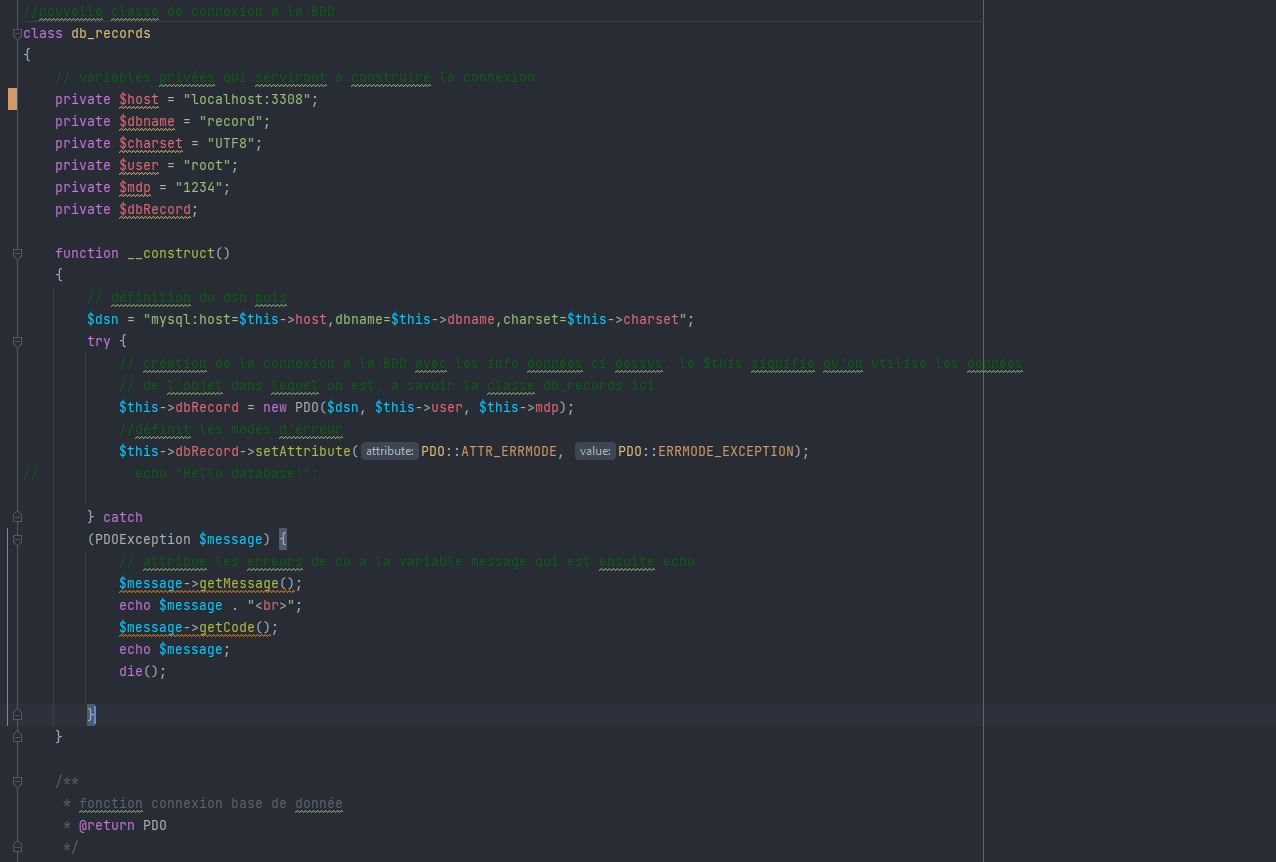 //nouvelle classe de connexion à la BDD
class db_records
{
    // variables privées qui serviront a construire la connexion
    private $host = "localhost:3308";
    private $dbname = "record";
    private $charset = "UTF8";
    private $user = "root";
    private $mdp = "1234";
    private $dbRecord;

    function __construct()
    {
        // définition du dsn puis
        $dsn = "mysql:host=$this->host,dbname=$this->dbname,charset=$this->charset";
        try {
            // création de la connexion à la BDD avec les info données ci dessus. le $this signifie qu'on utilise les données
            // de l'objet dans lequel on est, à savoir la classe db_records ici
            $this->dbRecord = new PDO($dsn, $this->user, $this->mdp);
            //définit les modes d'erreur
            $this->dbRecord->setAttribute( attribute: PDO::ATTR_ERRMODE, value: PDO::ERRMODE_EXCEPTION);
//            echo "Hello database!";

        } catch
        (PDOException $message) {
            // attribue les erreurs de co a la variable message qui est ensuite echo
            $message->getMessage();
            echo $message . "<br>";
            $message->getCode();
            echo $message;
            die();

        }
    }

    /**
     * fonction connexion base de donnée
     * @return PDO
     */